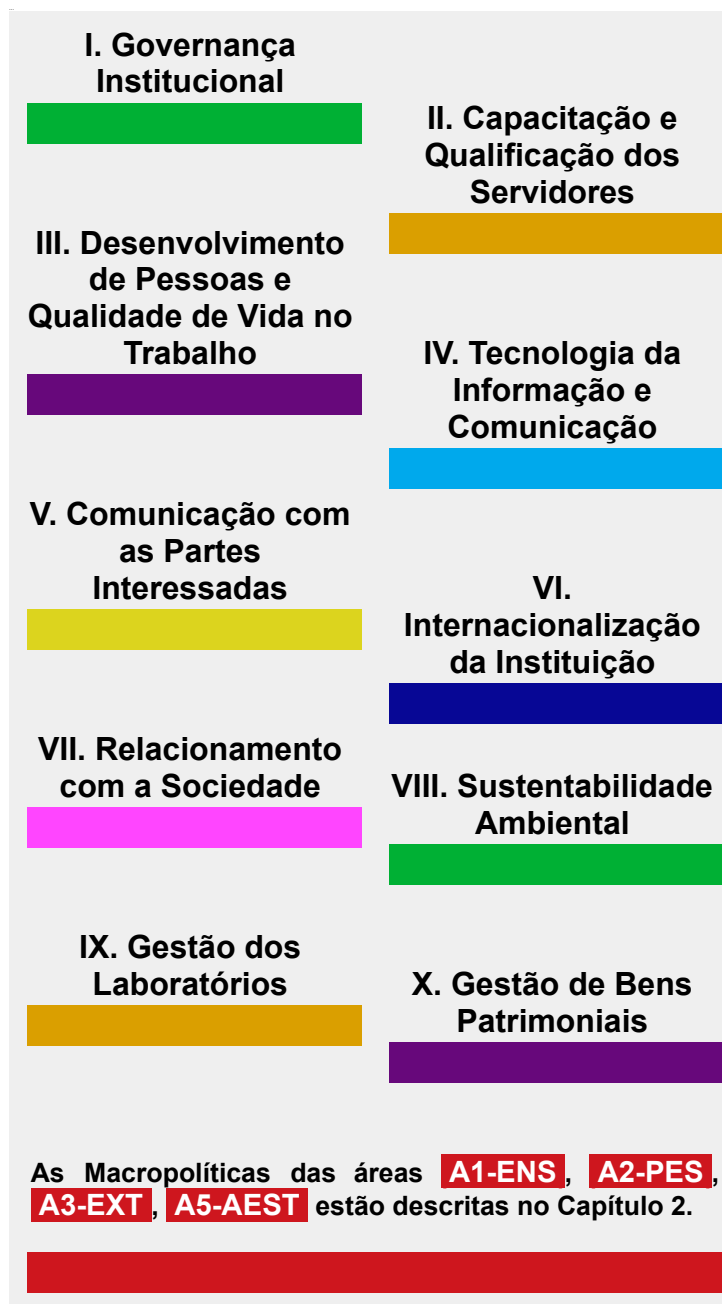 I. Governança
Institucional
II. Capacitação e
Qualificação dos
Servidores
III. Desenvolvimento
de Pessoas e
Qualidade de Vida no
Trabalho
IV. Tecnologia da
Informação e
Comunicação
V. Comunicação com
as Partes
Interessadas
VI.
Internacionalização
da Instituição
VII. Relacionamento
com a Sociedade
VIII. Sustentabilidade
Ambiental
IX. Gestão dos
Laboratórios
X. Gestão de Bens
Patrimoniais
As Macropolíticas das áreas A1-ENS, A2-PES,
A3-EXT, A5-AEST estão descritas no Capítulo 2.